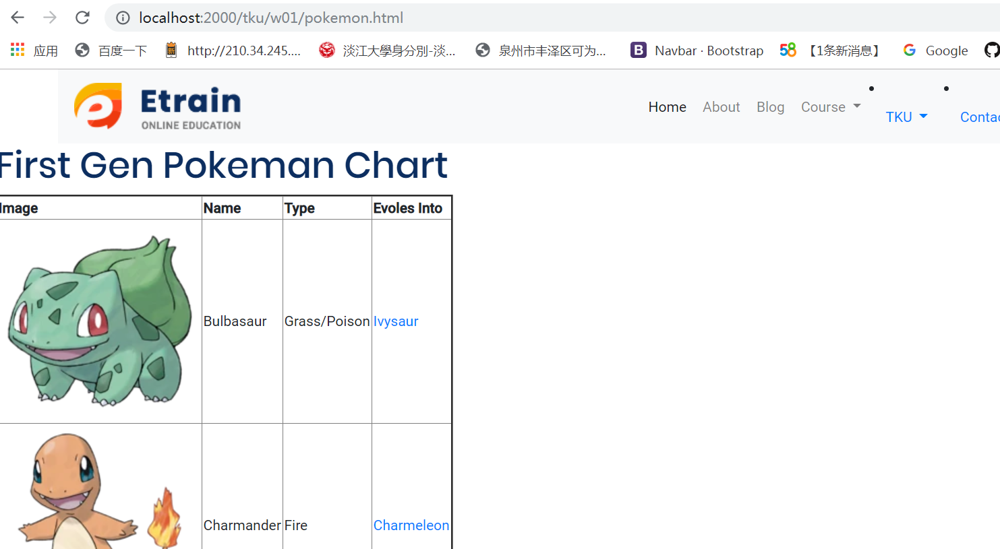 localhost:2000/tku/w01/pokemon.html
应用 百度一下 http://210.34.245.... 淡江大學身分別-淡... 泉州市丰泽区可为... B Navbar · Bootstrap 58 【1条新消息】 G Google
Etrain
ONLINE EDUCATION
Home About Blog Course TKU Contac
First Gen Pokeman Chart
Image Name Type Evoles Into
Bulbasaur Grass/Poison Ivysaur
Charmander Fire Charmeleon